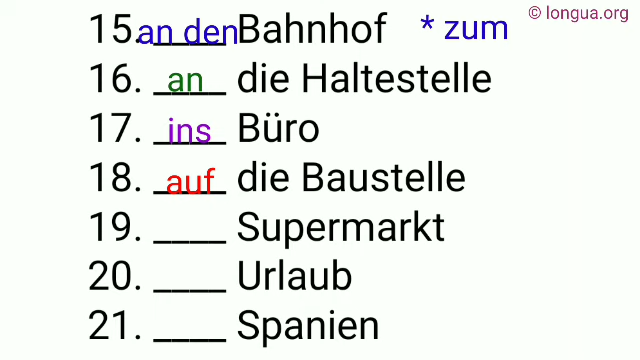 © longua.org
15. an den Bahnhof * zum
16. an die Haltestelle
17. ins Büro
18. auf die Baustelle
19. ____ Supermarkt
20. ____ Urlaub
21. ____ Spanien